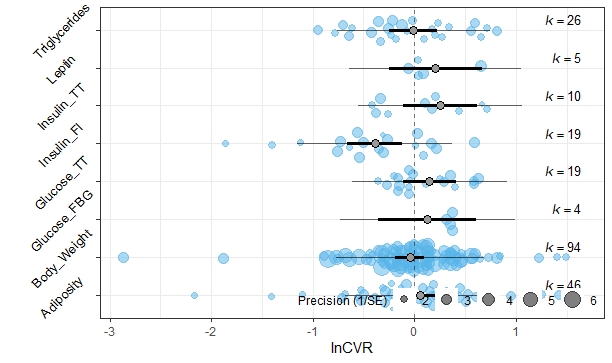 Triglycerides
k = 26
Leptin
k = 5
Insulin_TT
k = 10
Insulin_FI
k = 19
Glucose_TT
k = 19
Glucose_FBG
k = 4
Body_Weight
k = 94
Adiposity
k = 46
Precision (1/SE) 2 3 4 5 6
-3 -2 -1 0 1
lnCVR